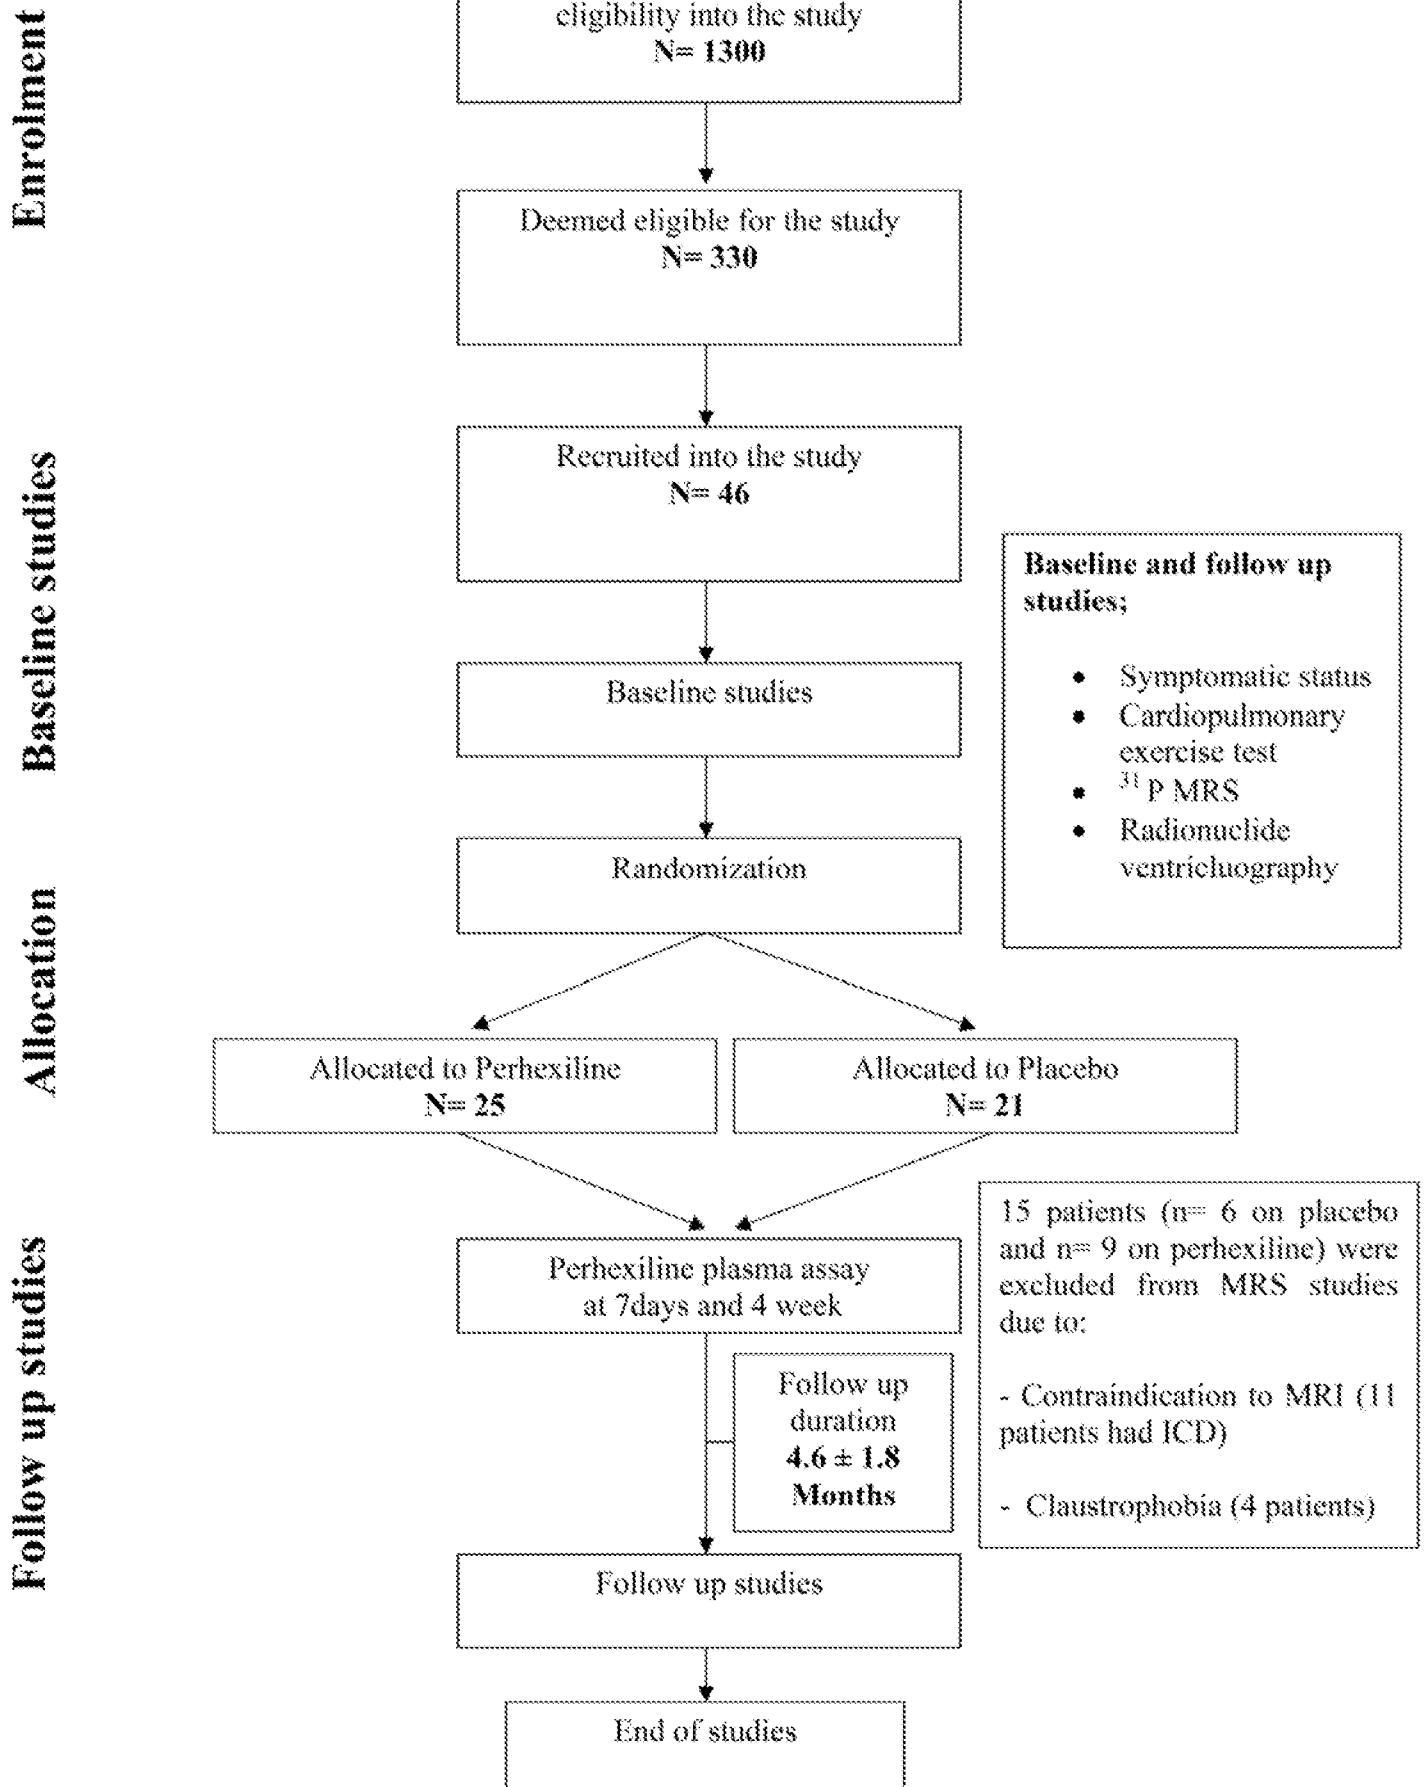 Enrolment
eligibility into the study
N= 1300
Deemed eligible for the study
N= 330
Baseline studies
Recruited into the study
N= 46
Baseline studies
Baseline and follow up
studies;
• Symptomatic status
• Cardiopulmonary
exercise test
• ³¹ P MRS
• Radionuclide
ventricluography
Allocation
Randomization
Allocated to Perhexiline
N= 25
Allocated to Placebo
N= 21
Follow up studies
Perhexiline plasma assay
at 7days and 4 week
Follow up
duration
4.6 ± 1.8
Months
15 patients (n= 6 on placebo
and n= 9 on perhexiline) were
excluded from MRS studies
due to:
- Contraindication to MRI (11
patients had ICD)
- Claustrophobia (4 patients)
Follow up studies
End of studies